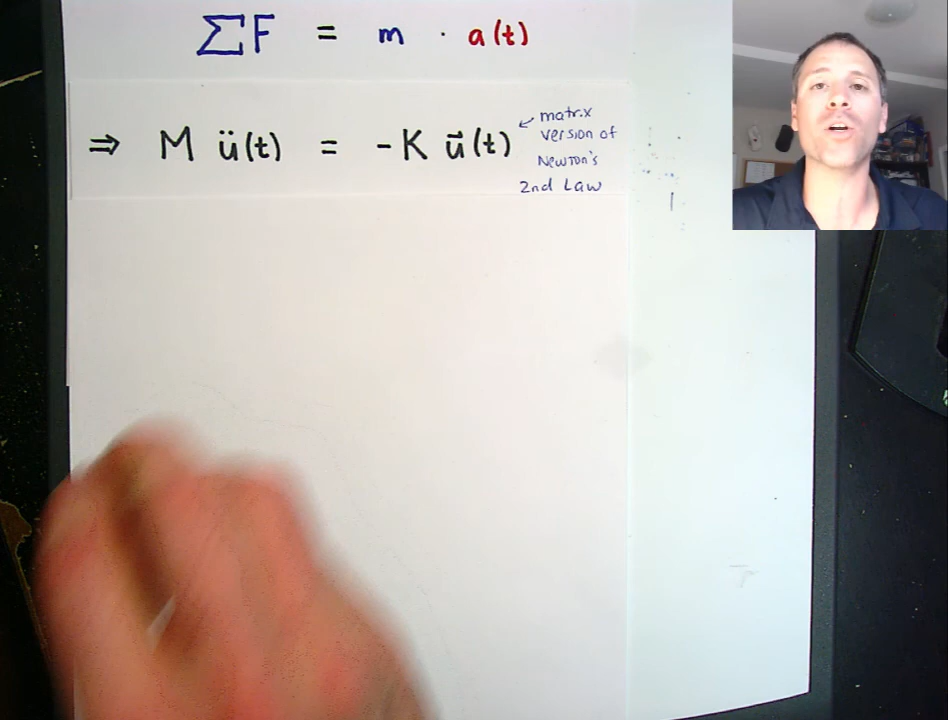 ΣF = m · a(t)
⇒ M ü(t) = -K u⃗(t)
← matrix
version of
Newton's
2nd Law